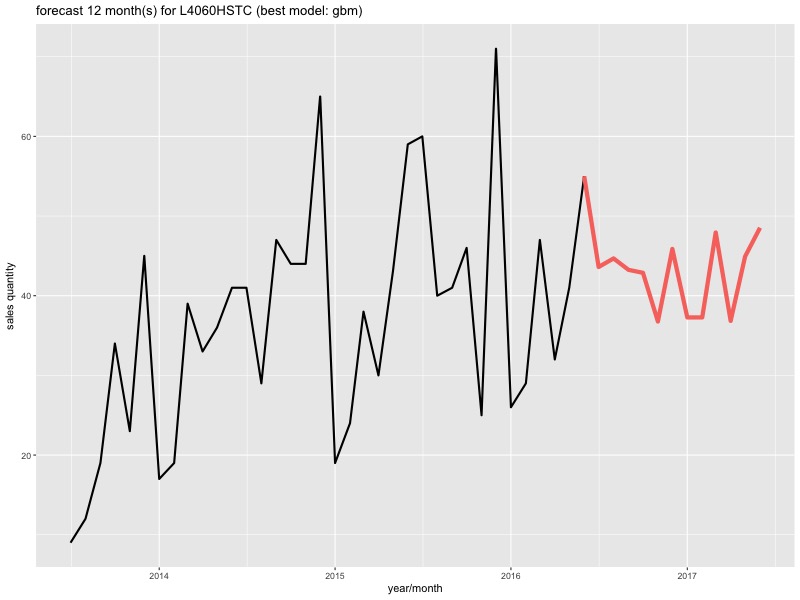 forecast 12 month(s) for L4060HSTC (best model: gbm)
60
40
20
sales quantity
2014 2015 2016 2017
year/month